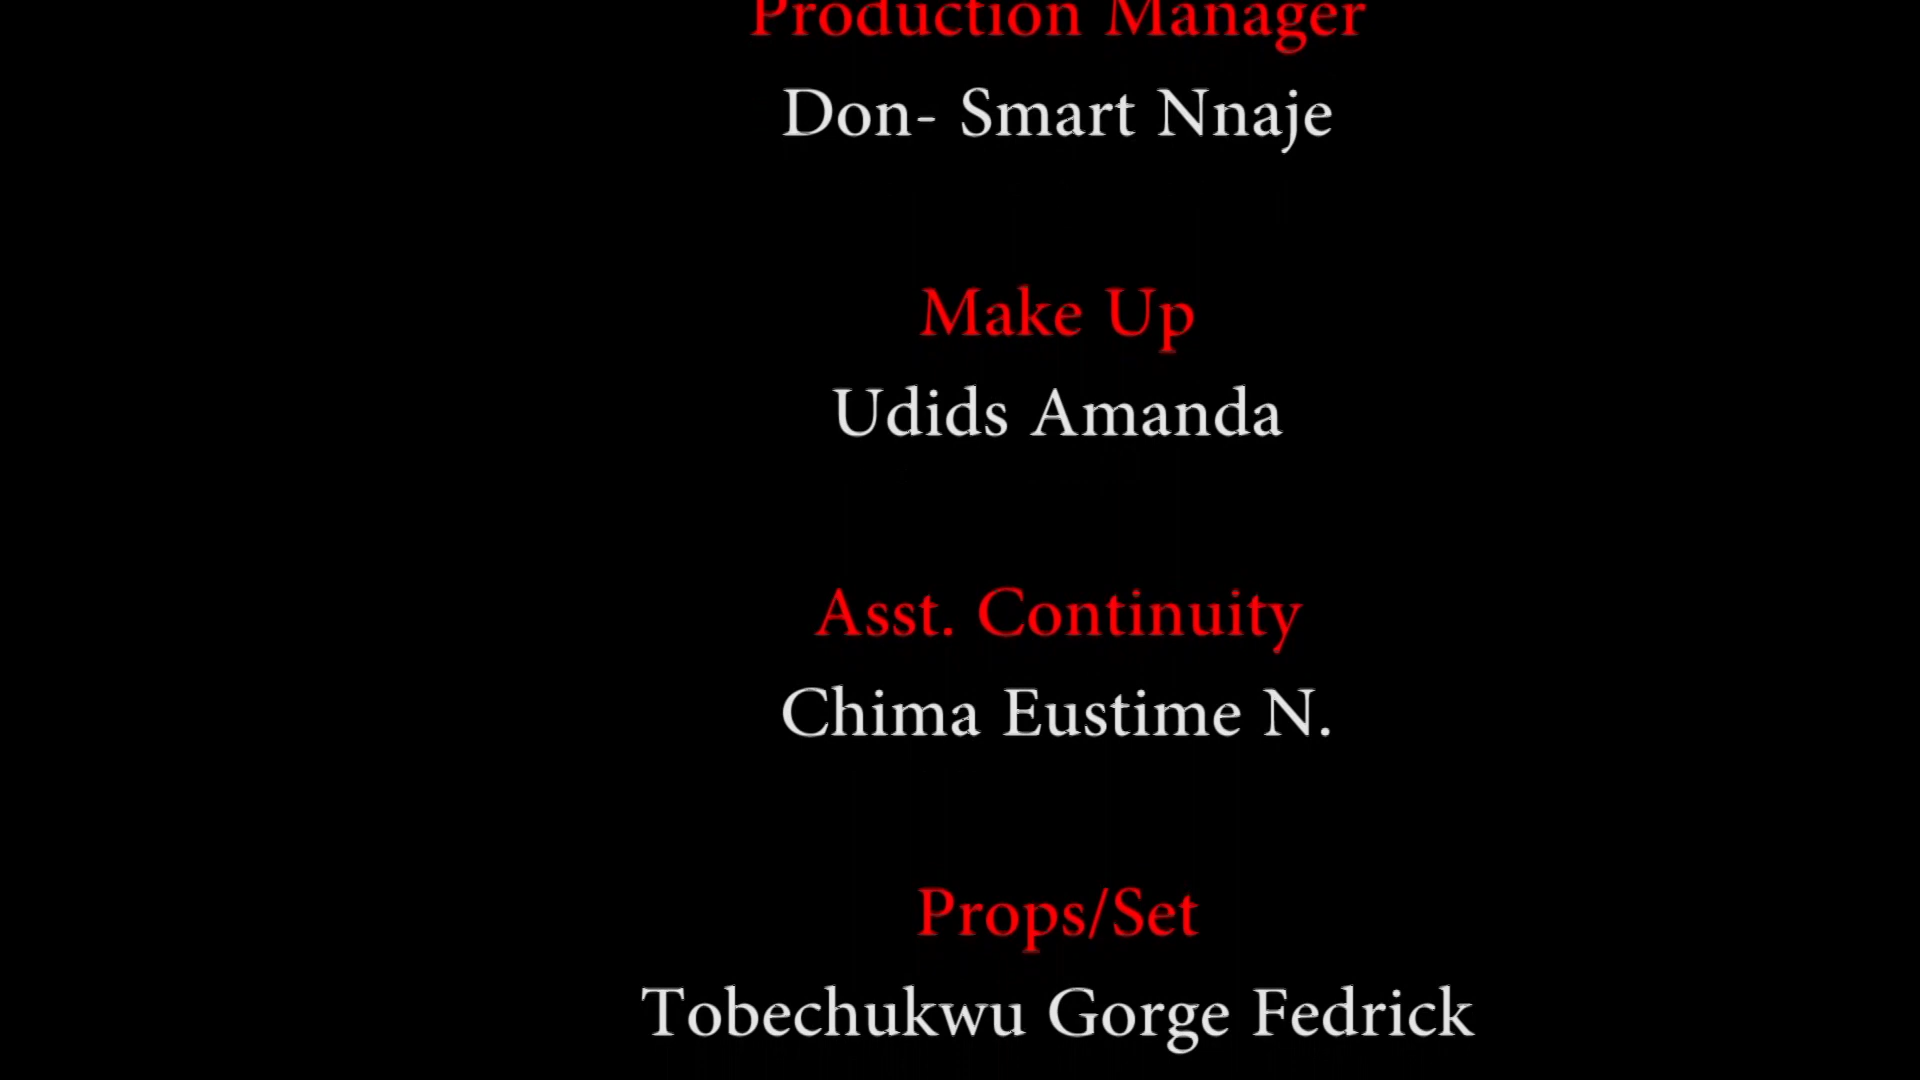 Production Manager
Don- Smart Nnaje
Make Up
Udids Amanda
Asst. Continuity
Chima Eustime N.
Props/Set
Tobechukwu Gorge Fedrick